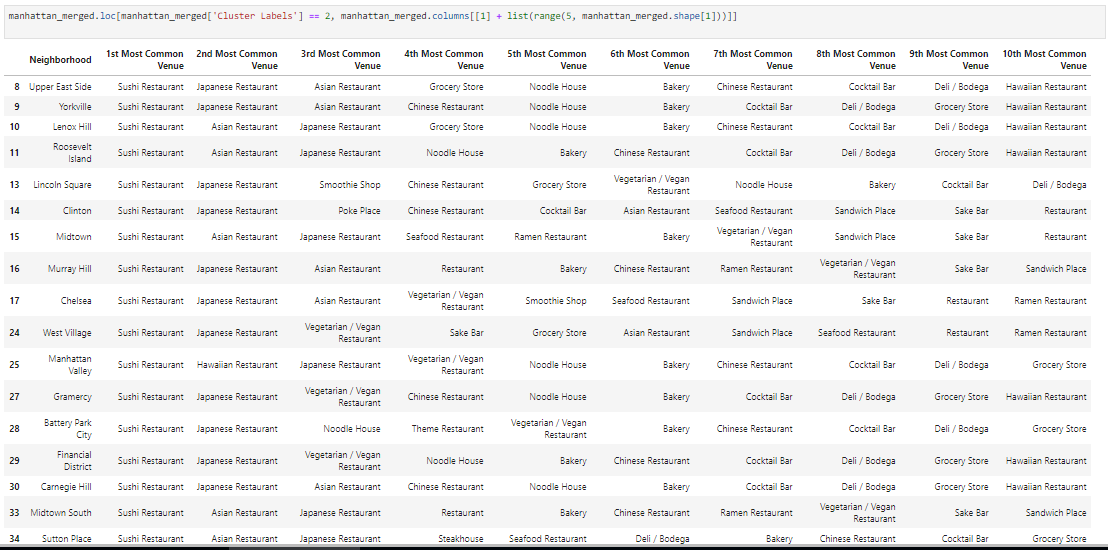 manhattan_merged.loc[manhattan_merged['Cluster Labels'] == 2, manhattan_merged.columns[[1] + list(range(5, manhattan_merged.shape[1]))]]
Neighborhood 1st Most Common Venue 2nd Most Common Venue 3rd Most Common Venue 4th Most Common Venue 5th Most Common Venue 6th Most Common Venue 7th Most Common Venue 8th Most Common Venue 9th Most Common Venue 10th Most Common Venue
8 Upper East Side Sushi Restaurant Japanese Restaurant Asian Restaurant Grocery Store Noodle House Bakery Chinese Restaurant Cocktail Bar Deli / Bodega Hawaiian Restaurant
9 Yorkville Sushi Restaurant Japanese Restaurant Asian Restaurant Chinese Restaurant Noodle House Bakery Cocktail Bar Deli / Bodega Grocery Store Hawaiian Restaurant
10 Lenox Hill Sushi Restaurant Asian Restaurant Japanese Restaurant Grocery Store Noodle House Bakery Chinese Restaurant Cocktail Bar Deli / Bodega Hawaiian Restaurant
11 Roosevelt Island Sushi Restaurant Asian Restaurant Japanese Restaurant Noodle House Bakery Chinese Restaurant Cocktail Bar Deli / Bodega Grocery Store Hawaiian Restaurant
13 Lincoln Square Sushi Restaurant Japanese Restaurant Smoothie Shop Chinese Restaurant Grocery Store Vegetarian / Vegan Restaurant Noodle House Bakery Cocktail Bar Deli / Bodega
14 Clinton Sushi Restaurant Japanese Restaurant Poke Place Chinese Restaurant Cocktail Bar Asian Restaurant Seafood Restaurant Sandwich Place Sake Bar Restaurant
15 Midtown Sushi Restaurant Asian Restaurant Japanese Restaurant Seafood Restaurant Ramen Restaurant Bakery Vegetarian / Vegan Restaurant Sandwich Place Sake Bar Restaurant
16 Murray Hill Sushi Restaurant Japanese Restaurant Asian Restaurant Restaurant Bakery Chinese Restaurant Ramen Restaurant Vegetarian / Vegan Restaurant Sake Bar Sandwich Place
17 Chelsea Sushi Restaurant Japanese Restaurant Asian Restaurant Vegetarian / Vegan Restaurant Smoothie Shop Seafood Restaurant Sandwich Place Sake Bar Restaurant Ramen Restaurant
24 West Village Sushi Restaurant Japanese Restaurant Vegetarian / Vegan Restaurant Sake Bar Grocery Store Asian Restaurant Sandwich Place Seafood Restaurant Restaurant Ramen Restaurant
25 Manhattan Valley Sushi Restaurant Hawaiian Restaurant Japanese Restaurant Vegetarian / Vegan Restaurant Noodle House Bakery Chinese Restaurant Cocktail Bar Deli / Bodega Grocery Store
27 Gramercy Sushi Restaurant Japanese Restaurant Vegetarian / Vegan Restaurant Chinese Restaurant Noodle House Bakery Cocktail Bar Deli / Bodega Grocery Store Hawaiian Restaurant
28 Battery Park City Sushi Restaurant Japanese Restaurant Noodle House Theme Restaurant Vegetarian / Vegan Restaurant Bakery Chinese Restaurant Cocktail Bar Deli / Bodega Grocery Store
29 Financial District Sushi Restaurant Japanese Restaurant Vegetarian / Vegan Restaurant Noodle House Bakery Chinese Restaurant Cocktail Bar Deli / Bodega Grocery Store Hawaiian Restaurant
30 Carnegie Hill Sushi Restaurant Japanese Restaurant Asian Restaurant Chinese Restaurant Noodle House Bakery Cocktail Bar Deli / Bodega Grocery Store Hawaiian Restaurant
33 Midtown South Sushi Restaurant Asian Restaurant Japanese Restaurant Restaurant Bakery Chinese Restaurant Ramen Restaurant Vegetarian / Vegan Restaurant Sake Bar Sandwich Place
34 Sutton Place Sushi Restaurant Asian Restaurant Japanese Restaurant Steakhouse Seafood Restaurant Deli / Bodega Bakery Chinese Restaurant Cocktail Bar Grocery Store